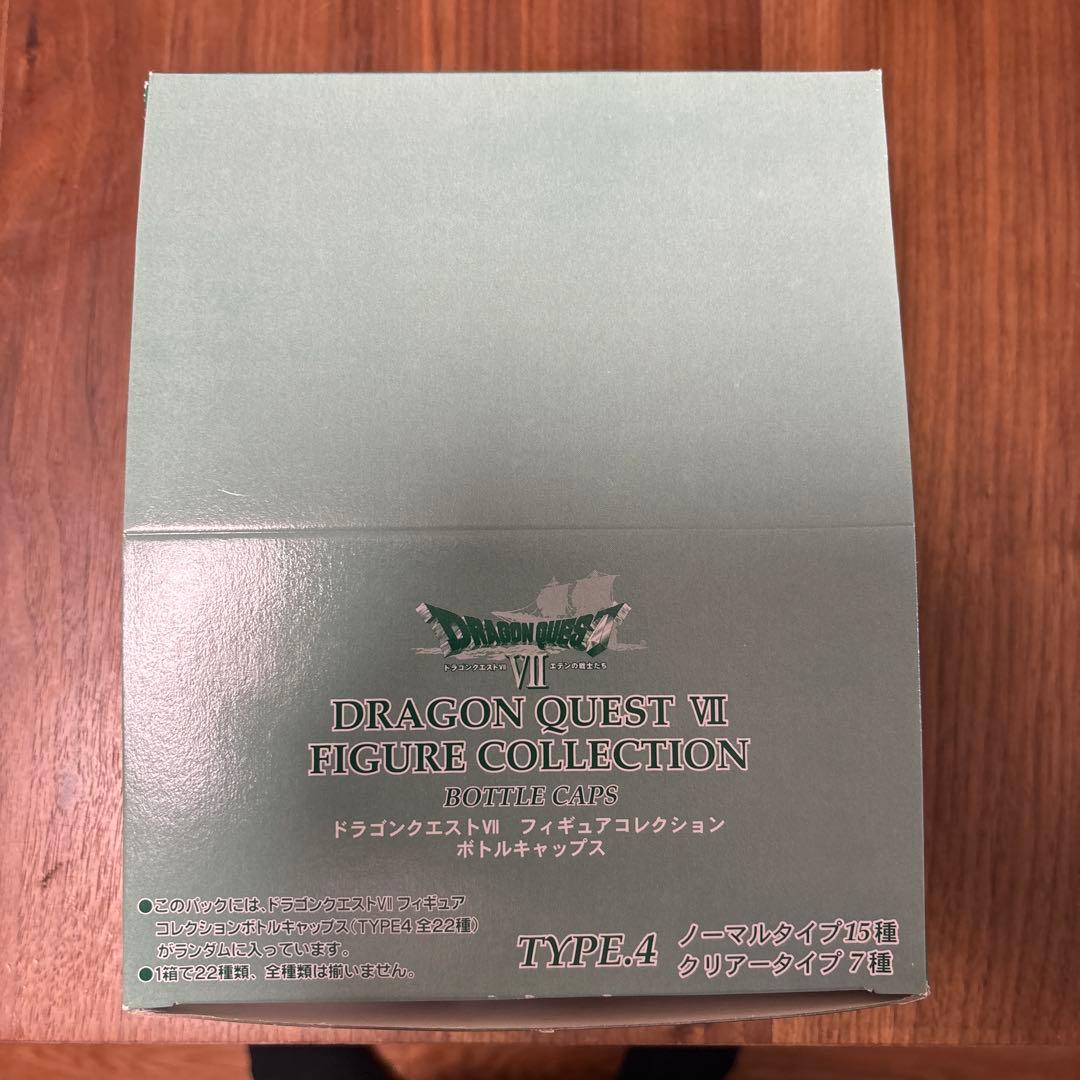 DRAGON QUEST
ドラゴンクエストVII エデンの戦士たち
VII
DRAGON QUEST VII
FIGURE COLLECTION
BOTTLE CAPS
ドラゴンクエストVII フィギュアコレクション
ボトルキャップス
●このパックには、ドラゴンクエストVII フィギュア
コレクションボトルキャップス(TYPE4 全22種)
がランダムに入っています。
●1箱で22種類、全種類は揃いません。
TYPE.4
ノーマルタイプ15種
クリアータイプ7種